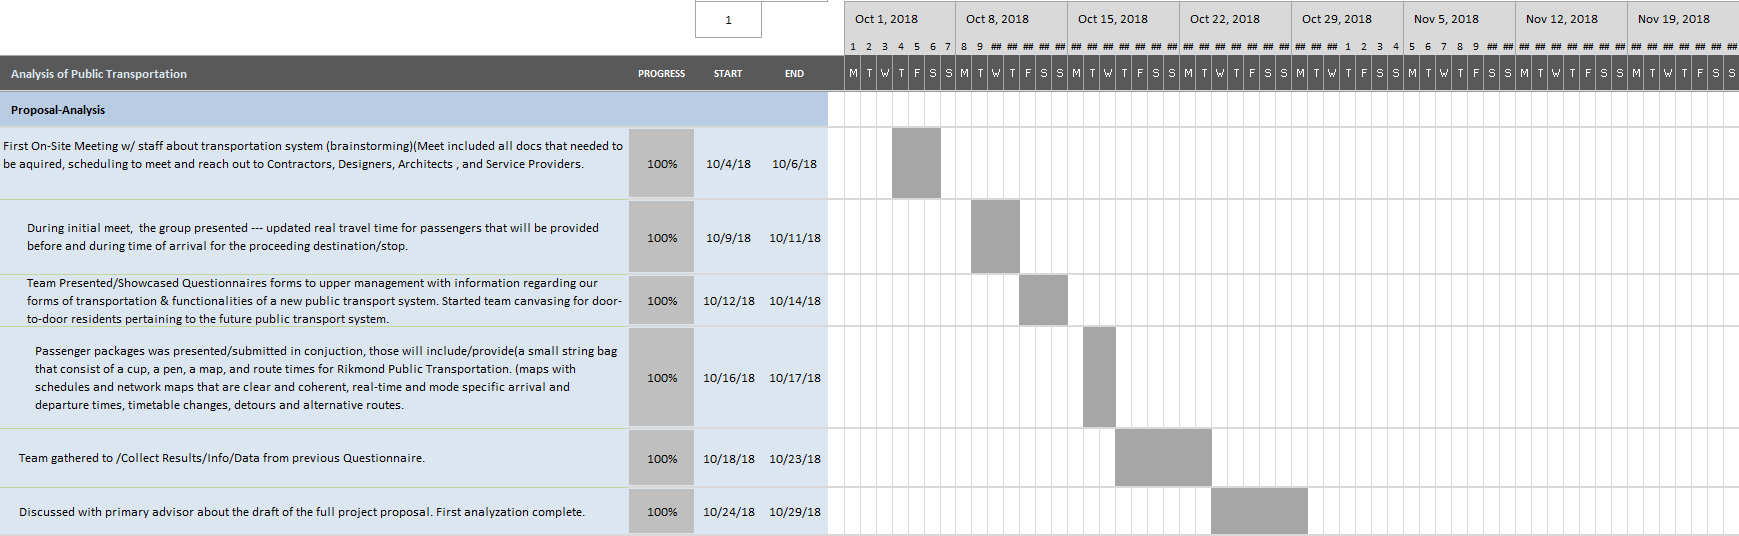 1
Oct 1, 2018 Oct 8, 2018 Oct 15, 2018 Oct 22, 2018 Oct 29, 2018 Nov 5, 2018 Nov 12, 2018 Nov 19, 2018
1 2 3 4 5 6 7 8 9 ## ## ## ## ## ## ## ## ## ## ## ## ## ## ## ## ## ## ## ## ## ## 1 2 3 4 5 6 7 8 9 ## ## ## ## ## ## ## ## ## ## ## ## ## ## ## ## ##
Analysis of Public Transportation PROGRESS START END M T W T F S S M T W T F S S M T W T F S S M T W T F S S M T W T F S S M T W T F S S M T W T F S S M T W T F S S
Proposal-Analysis
First On-Site Meeting w/ staff about transportation system (brainstorming)(Meet included all docs that needed to
be aquired, scheduling to meet and reach out to Contractors, Designers, Architects , and Service Providers.
100% 10/4/18 10/6/18
During initial meet, the group presented --- updated real travel time for passengers that will be provided
before and during time of arrival for the proceeding destination/stop.
100% 10/9/18 10/11/18
Team Presented/Showcased Questionnaires forms to upper management with information regarding our
forms of transportation & functionalities of a new public transport system. Started team canvasing for door-
to-door residents pertaining to the future public transport system.
100% 10/12/18 10/14/18
Passenger packages was presented/submitted in conjuction, those will include/provide(a small string bag
that consist of a cup, a pen, a map, and route times for Rikmond Public Transportation. (maps with
schedules and network maps that are clear and coherent, real-time and mode specific arrival and
departure times, timetable changes, detours and alternative routes.
100% 10/16/18 10/17/18
Team gathered to /Collect Results/Info/Data from previous Questionnaire.
100% 10/18/18 10/23/18
Discussed with primary advisor about the draft of the full project proposal. First analyzation complete.
100% 10/24/18 10/29/18